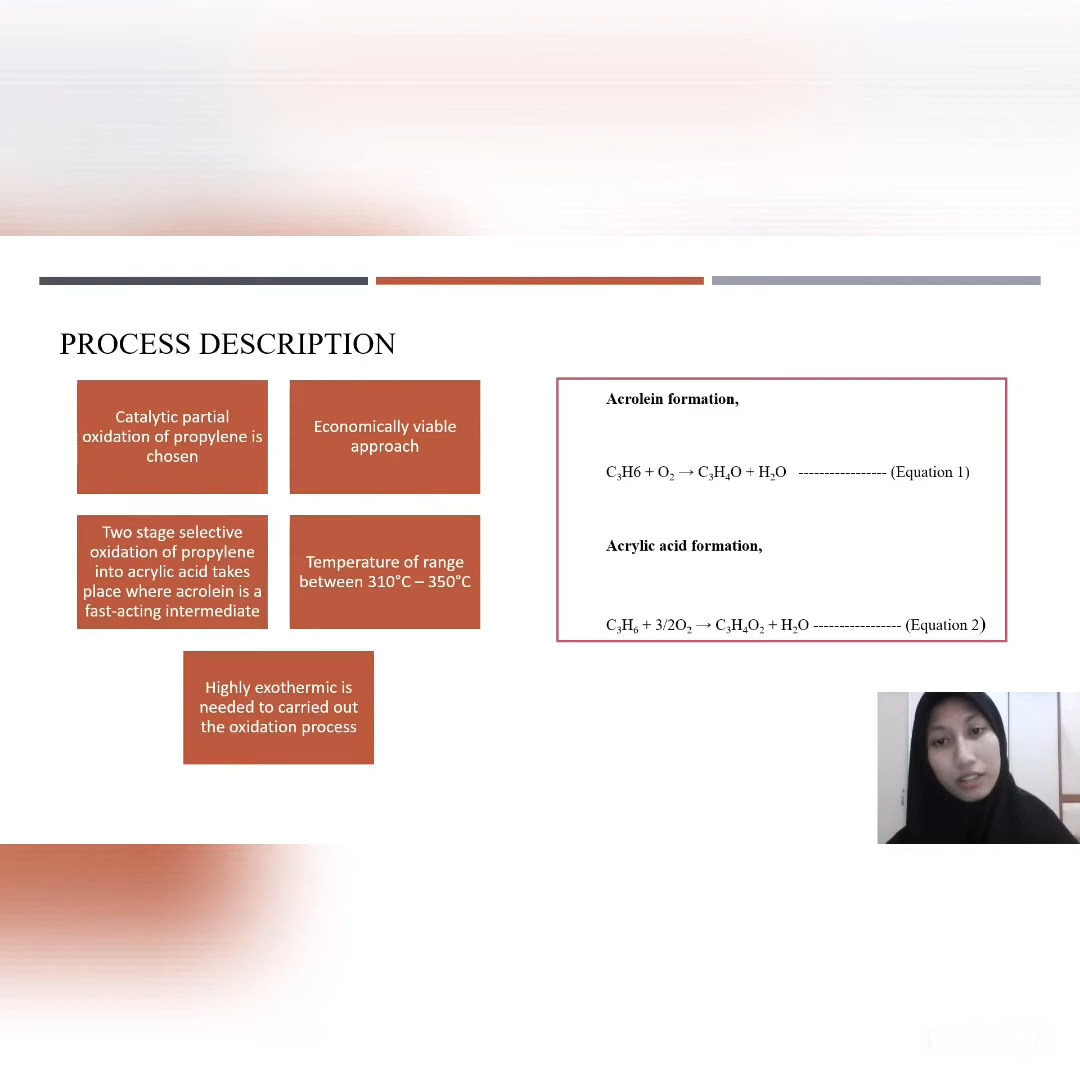 PROCESS DESCRIPTION
Catalytic partial
oxidation of propylene is
chosen
Economically viable
approach
Two stage selective
oxidation of propylene
into acrylic acid takes
place where acrolein is a
fast-acting intermediate
Temperature of range
between 310°C – 350°C
Highly exothermic is
needed to carried out
the oxidation process
Acrolein formation,
C₃H6 + O₂ → C₃H₄O + H₂O ----------------- (Equation 1)
Acrylic acid formation,
C₃H₆ + 3/2O₂ → C₃H₄O₂ + H₂O ----------------- (Equation 2)